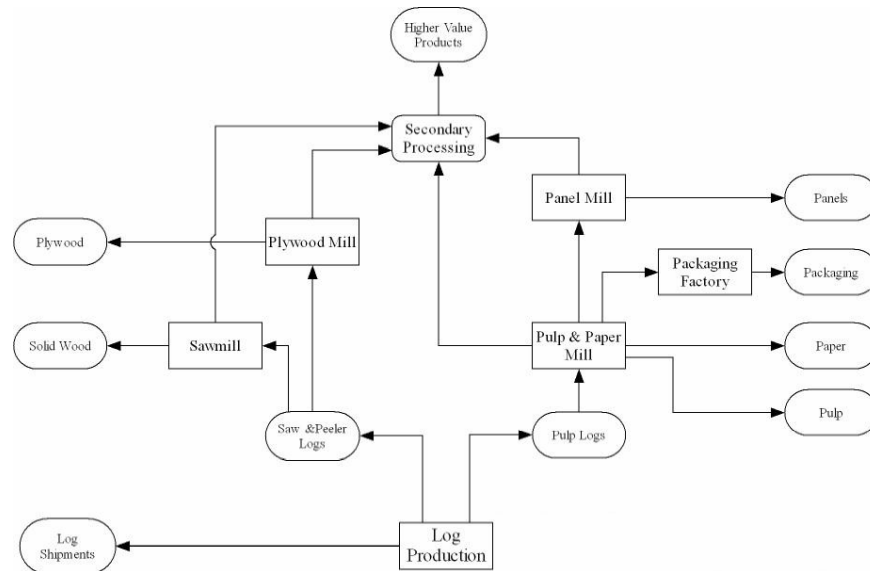 Higher Value
Products
Secondary
Processing
Panel Mill
Panels
Plywood
Plywood Mill
Packaging
Factory
Packaging
Solid Wood
Sawmill
Pulp & Paper
Mill
Paper
Pulp
Saw &Peeler
Logs
Pulp Logs
Log
Shipments
Log
Production